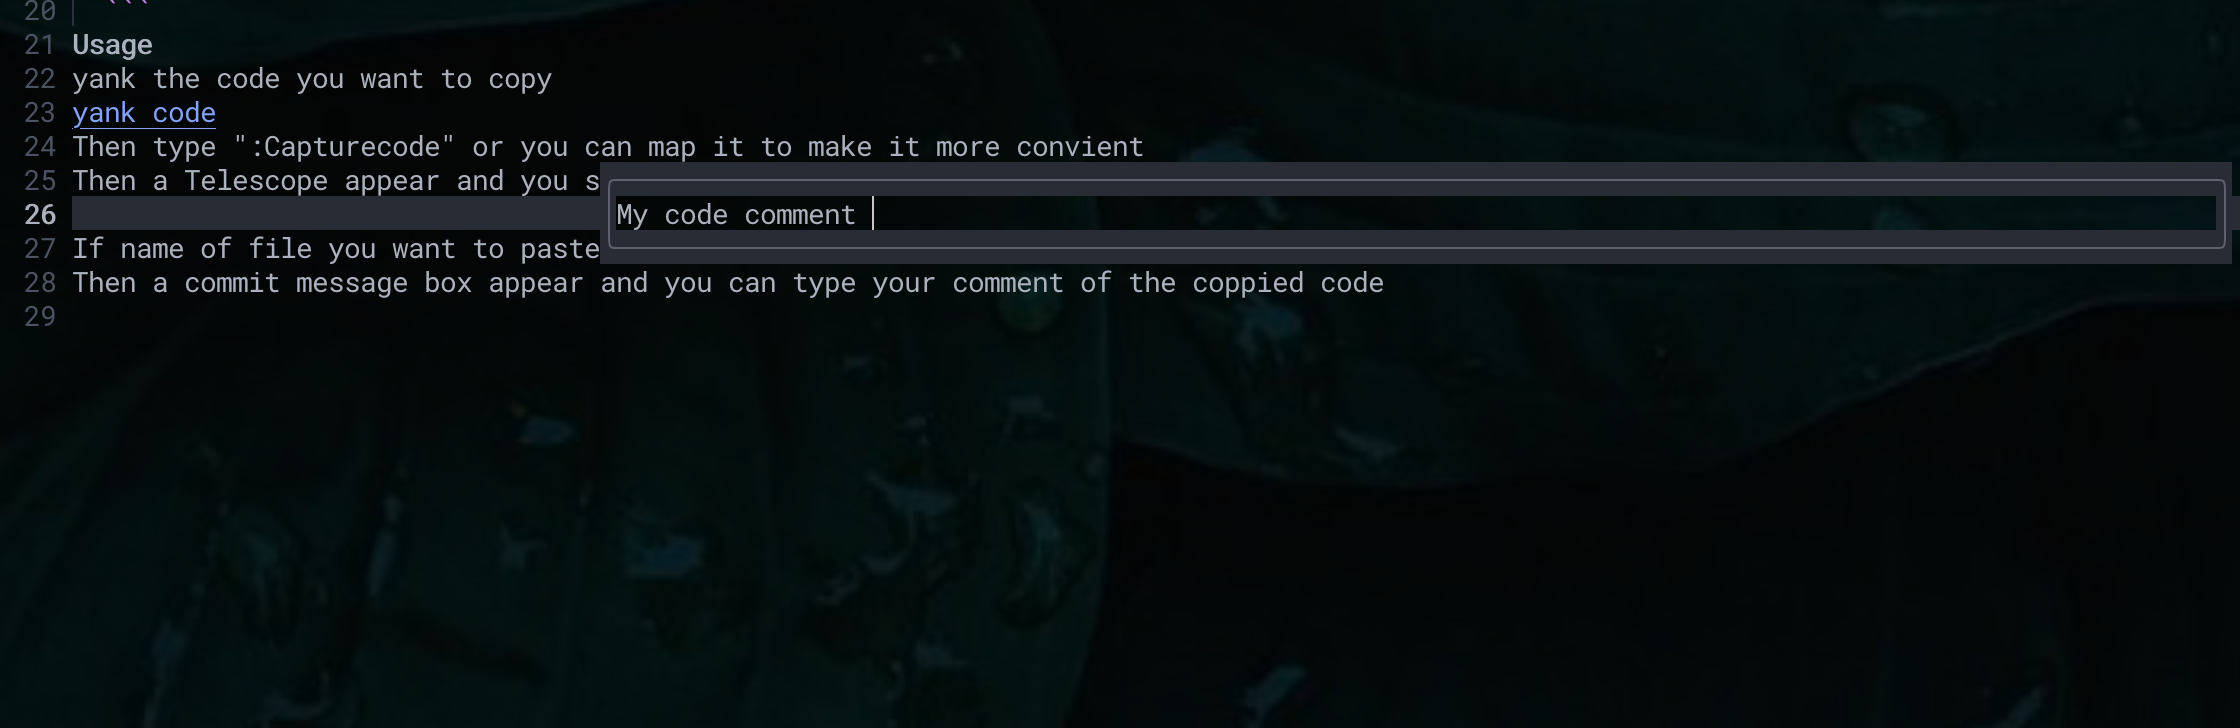 20 ```
21 Usage
22 yank the code you want to copy
23 yank code
24 Then type ":Capturecode" or you can map it to make it more convient
25 Then a Telescope appear and you s
26 My code comment
27 If name of file you want to paste
28 Then a commit message box appear and you can type your comment of the coppied code
29